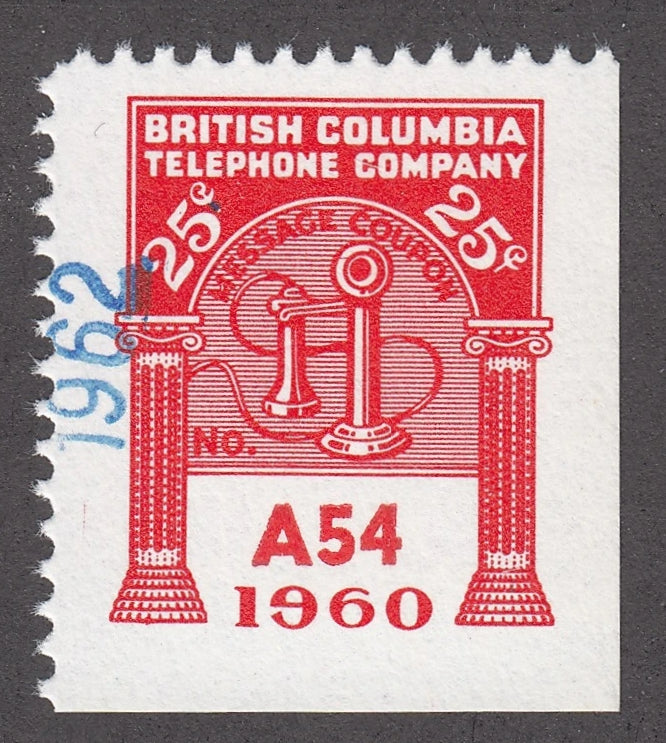 BRITISH COLUMBIA
TELEPHONE COMPANY
25¢ 25¢
MESSAGE COUPON
NO.
A54
1960
1962